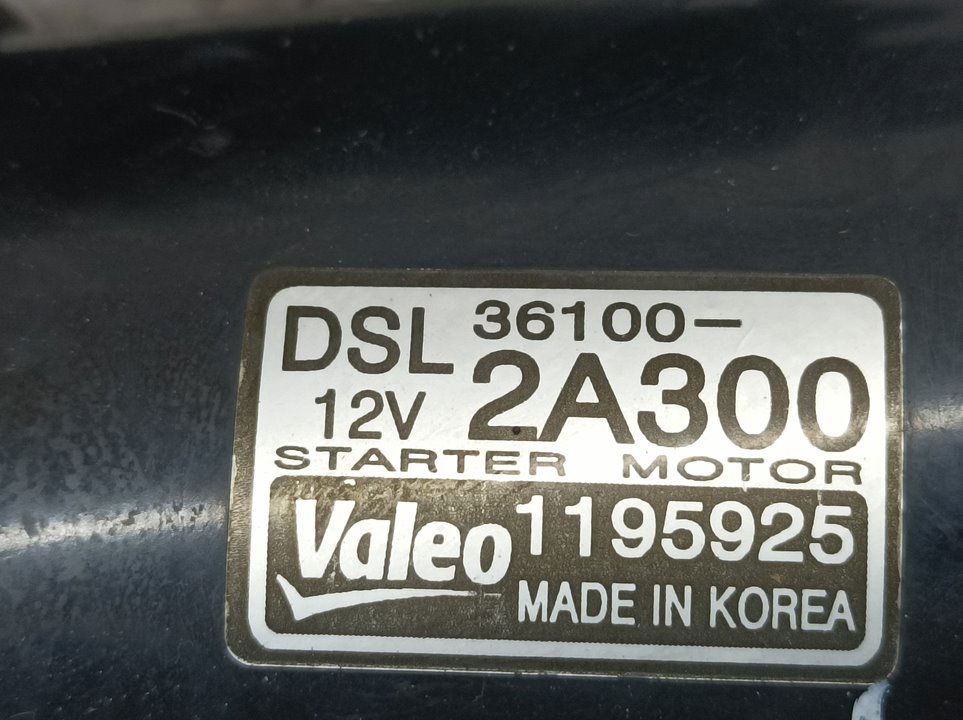 DSL 36100-
12V 2A300
STARTER MOTOR
Valeo 1195925
MADE IN KOREA